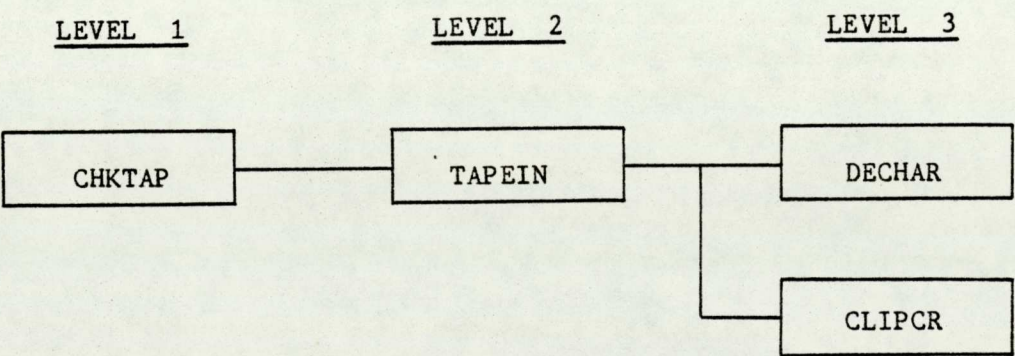 LEVEL 1 LEVEL 2 LEVEL 3
CHKTAP TAPEIN DECHAR
CLIPCR